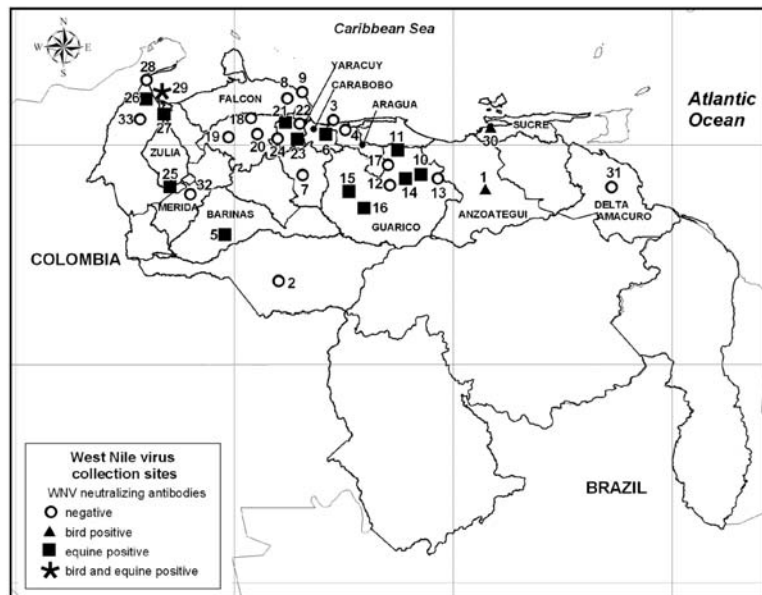 Caribbean Sea
N
W
E
S
28
29
26
27
33
FALCON
8
9
YARACUY
CARABOBO
ARAGUA
Atlantic
Ocean
18
21
22
3
4
19
20
24
23
6
11
SUCRE
30
ZULIA
25
32
MERIDA
7
17
12
10
14
13
15
16
GUARICO
1
ANZOATEGUI
31
DELTA
AMACURO
BARINAS
5
COLOMBIA
2
BRAZIL
West Nile virus
collection sites
WNV neutralizing antibodies
negative
bird positive
equine positive
bird and equine positive